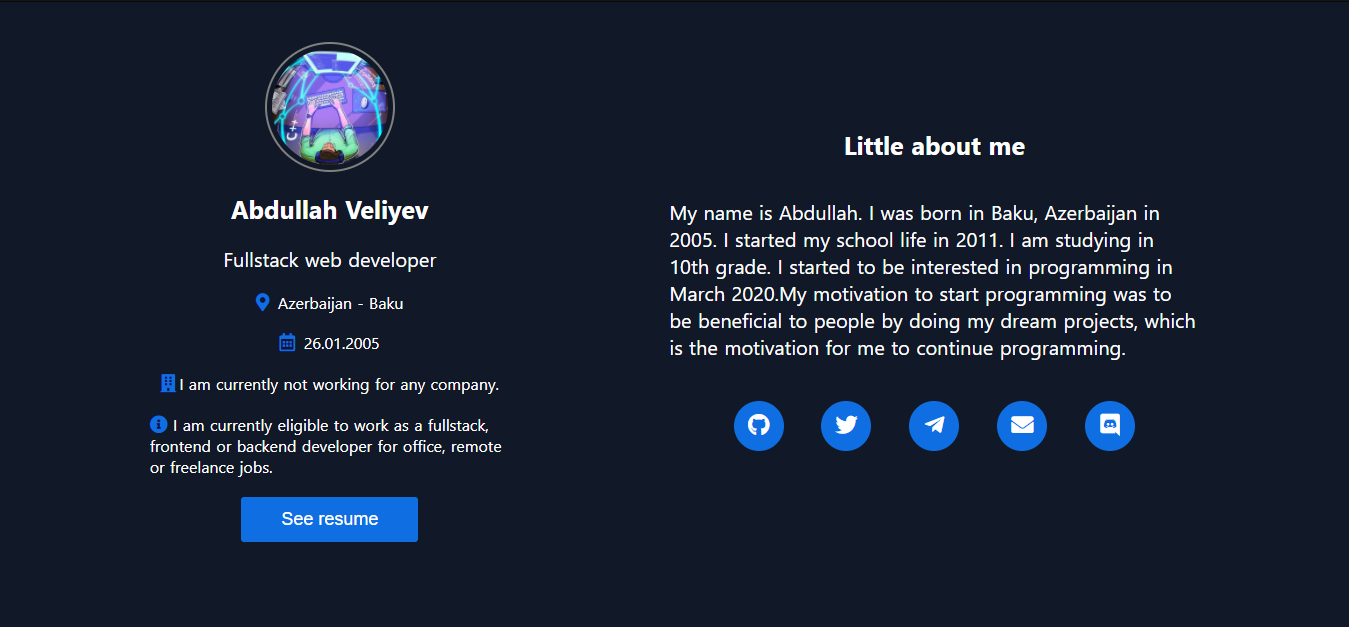 C++
Abdullah Veliyev
Fullstack web developer
Azerbaijan - Baku
26.01.2005
I am currently not working for any company.
I am currently eligible to work as a fullstack,
frontend or backend developer for office, remote
or freelance jobs.
See resume
Little about me
My name is Abdullah. I was born in Baku, Azerbaijan in
2005. I started my school life in 2011. I am studying in
10th grade. I started to be interested in programming in
March 2020.My motivation to start programming was to
be beneficial to people by doing my dream projects, which
is the motivation for me to continue programming.